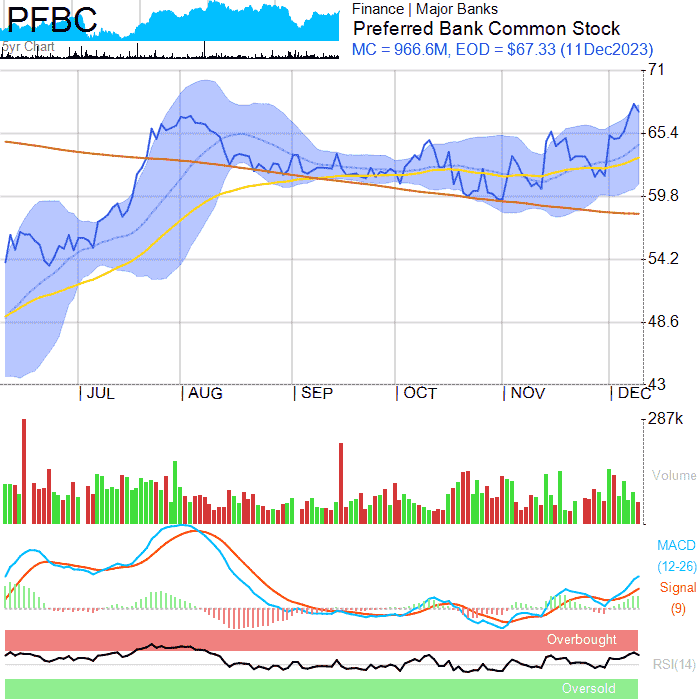 PFBC
5yr Chart
Finance | Major Banks
Preferred Bank Common Stock
MC = 966.6M, EOD = $67.33 (11Dec2023)
71
65.4
59.8
54.2
48.6
43
| JUL | AUG | SEP | OCT | NOV | DEC
287k
Volume
MACD
(12-26)
Signal
(9)
Overbought
RSI(14)
Oversold